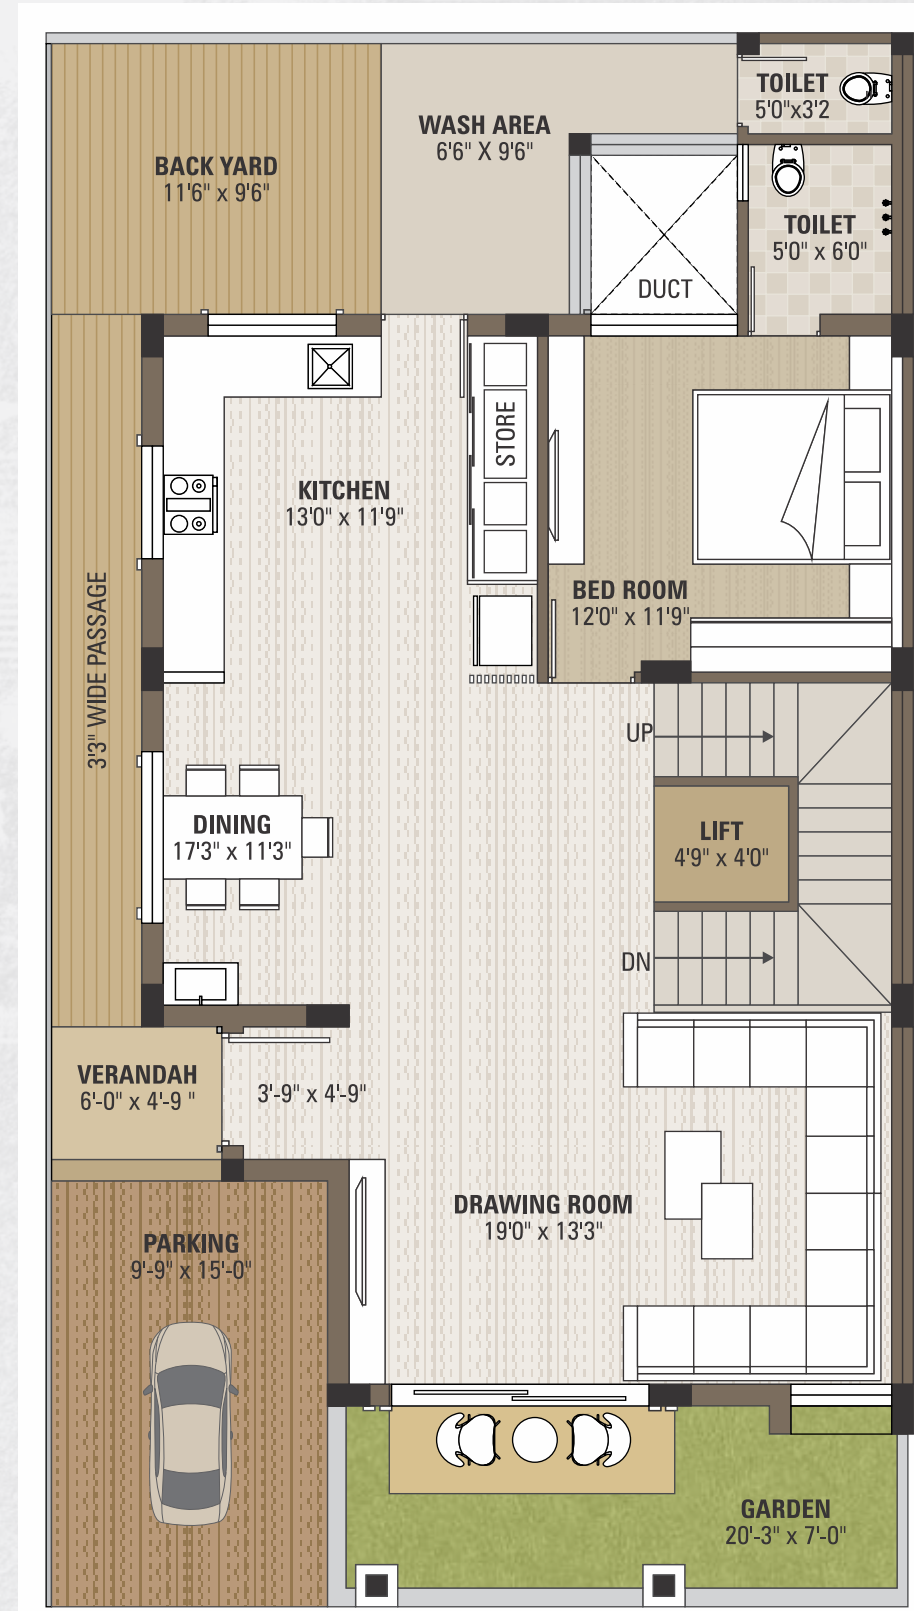 TOILET
5'0"x3'2
WASH AREA
6'6" X 9'6"
BACK YARD
11'6" x 9'6"
TOILET
5'0" x 6'0"
DUCT
STORE
KITCHEN
13'0" x 11'9"
BED ROOM
12'0" x 11'9"
3'3" WIDE PASSAGE
UP
DINING
17'3" x 11'3"
LIFT
4'9" x 4'0"
DN
VERANDAH
6'-0" x 4'-9 "
3'-9" x 4'-9"
DRAWING ROOM
19'0" x 13'3"
PARKING
9'-9" x 15'-0"
GARDEN
20'-3" x 7'-0"